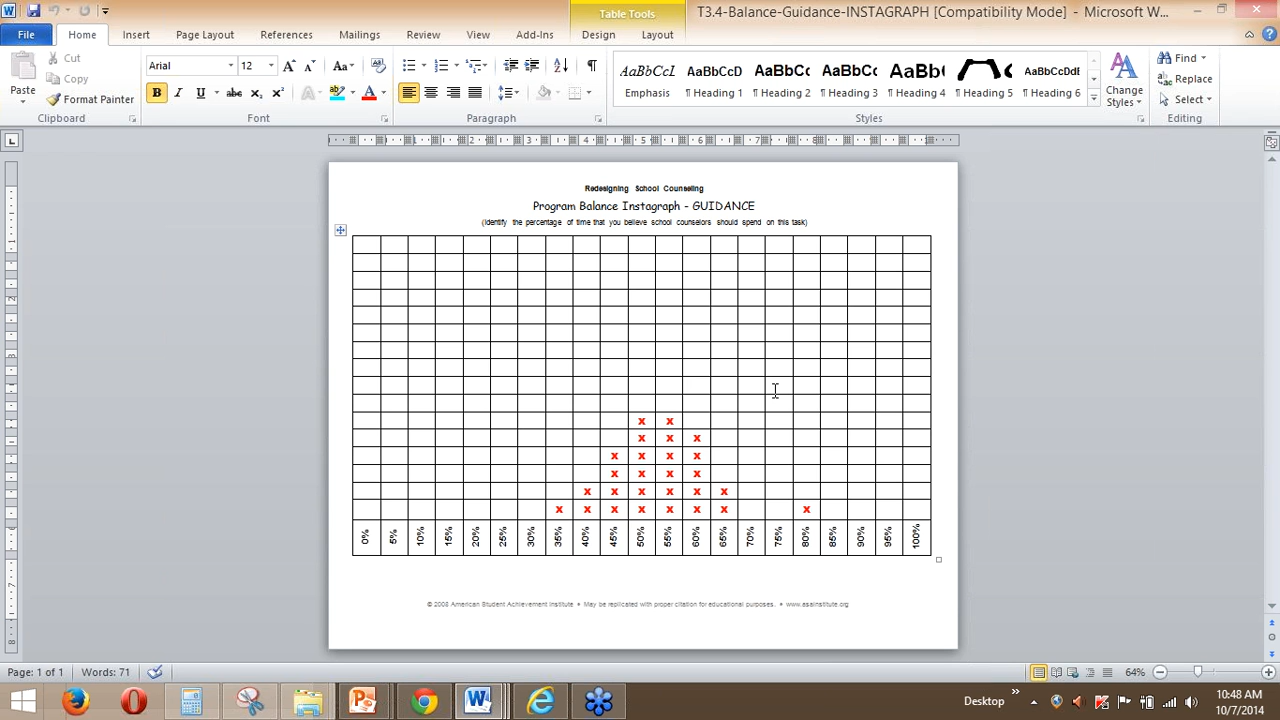 Table Tools
T3.4-Balance-Guidance-INSTAGRAPH [Compatibility Mode] - Microsoft W...
File Home Insert Page Layout References Mailings Review View Add-Ins Design Layout
Paste
Cut
Copy
Format Painter
Clipboard
Arial 12
Font
Paragraph
AaBbCcI AaBbCcD AaBbCc AaBbCc AaBb( AaBbCcDdE
Emphasis ¶ Heading 1 ¶ Heading 2 ¶ Heading 3 ¶ Heading 4 ¶ Heading 5 ¶ Heading 6
Styles
Change
Styles
Find
Replace
Select
Editing
Redesigning School Counseling
Program Balance Instagraph - GUIDANCE
(Identify the percentage of time that you believe school counselors should spend on this task)
x x
x x x
x x x x
x x x x
x x x x x x
x x x x x x x x
0% 5% 10% 15% 20% 25% 30% 35% 40% 45% 50% 55% 60% 65% 70% 75% 80% 85% 90% 95% 100%
© 2008 American Student Achievement Institute • May be replicated with proper citation for educational purposes. • www.asainstitute.org
Page: 1 of 1 Words: 71
64%
Desktop
10:48 AM
10/7/2014